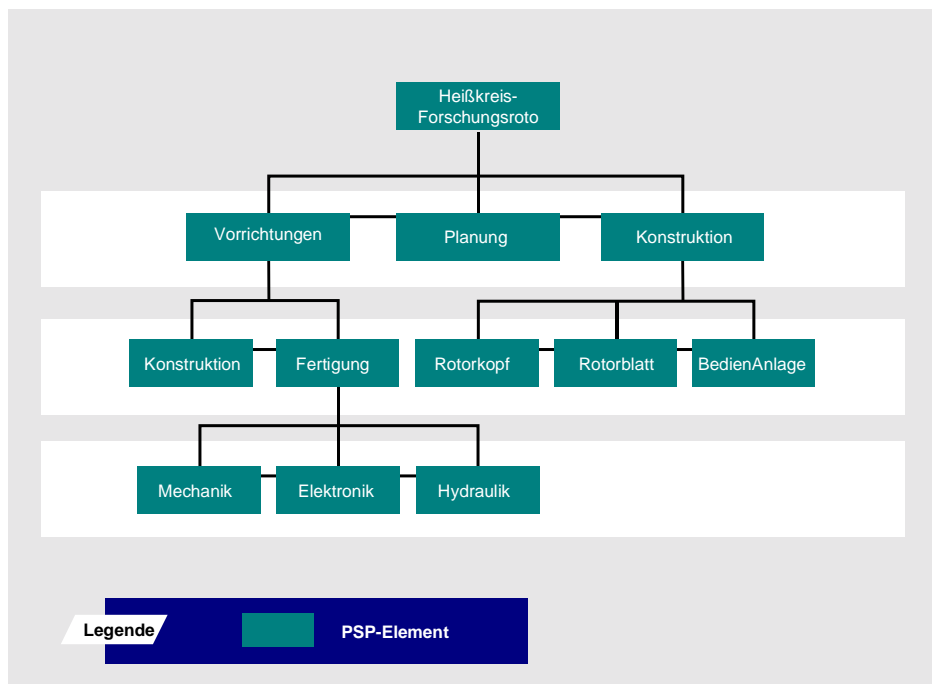 Heißkreis-
Forschungsroto
Vorrichtungen
Planung
Konstruktion
Konstruktion
Fertigung
Rotorkopf
Rotorblatt
BedienAnlage
Mechanik
Elektronik
Hydraulik
Legende
PSP-Element